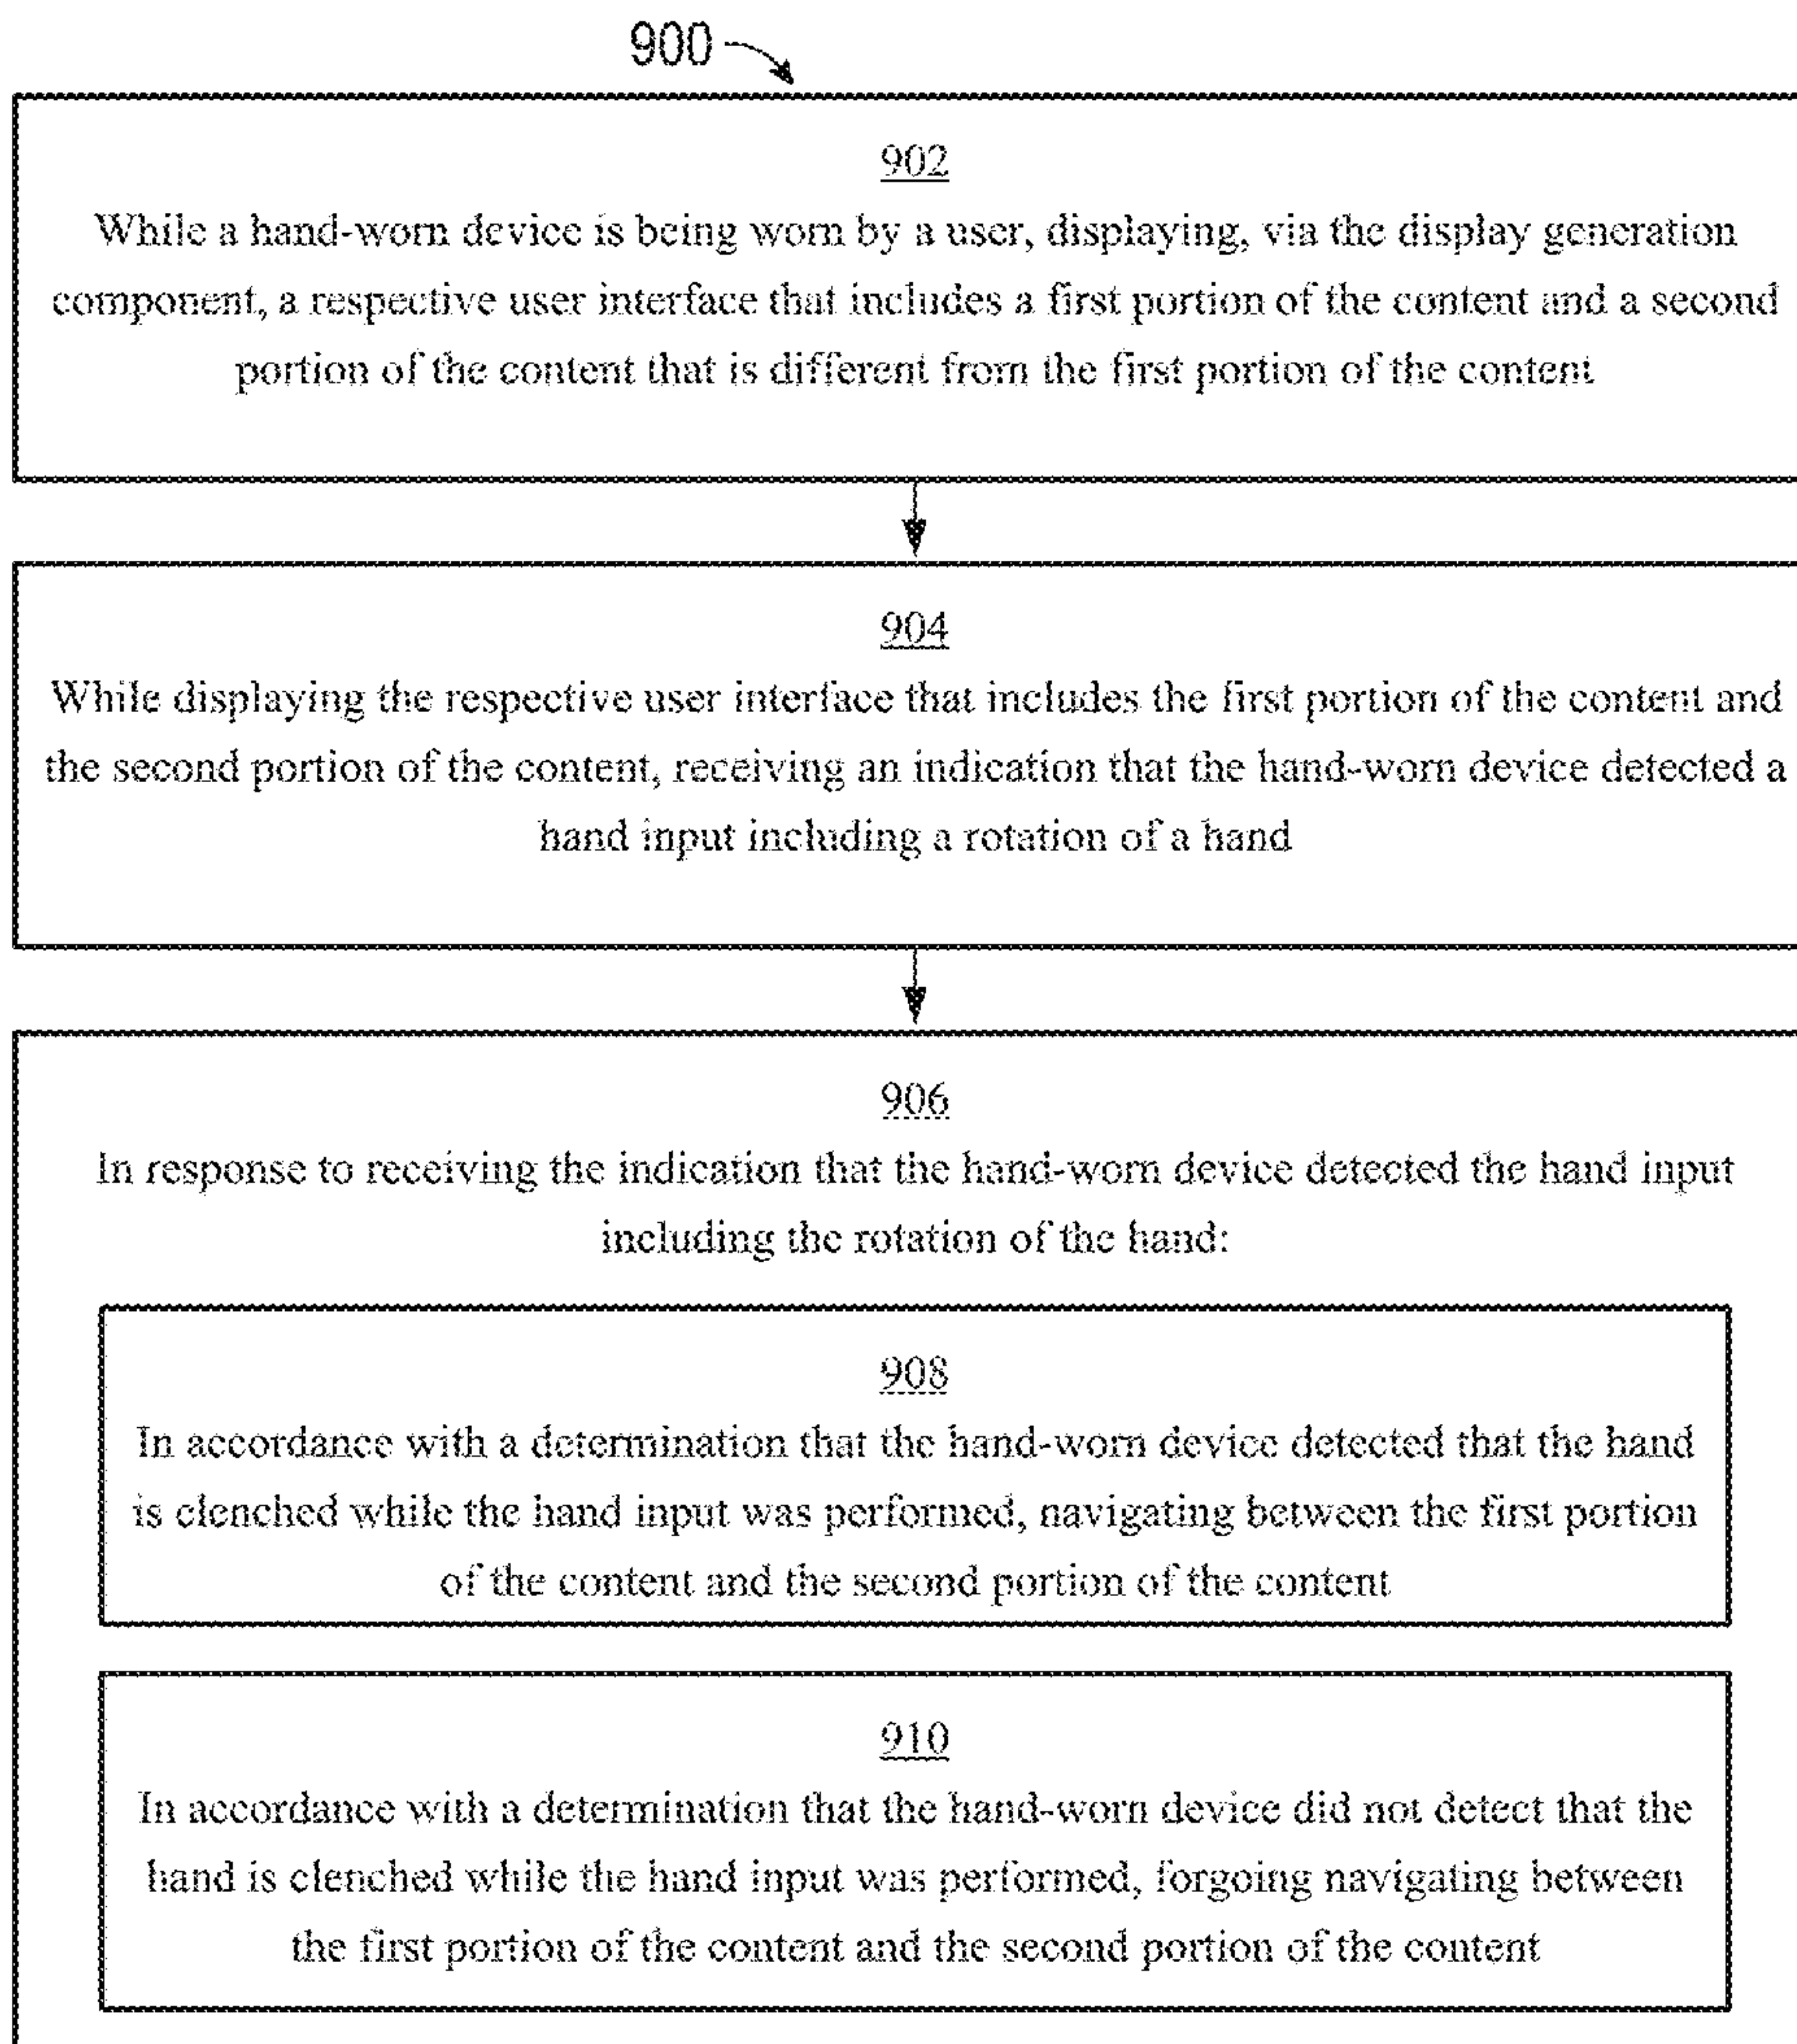 900
902
While a hand-worn device is being worn by a user, displaying, via the display generation
component, a respective user interface that includes a first portion of the content and a second
portion of the content that is different from the first portion of the content
904
While displaying the respective user interface that includes the first portion of the content and
the second portion of the content, receiving an indication that the hand-worn device detected a
hand input including a rotation of a hand
906
In response to receiving the indication that the hand-worn device detected the hand input
including the rotation of the hand:
908
In accordance with a determination that the hand-worn device detected that the hand
is clenched while the hand input was performed, navigating between the first portion
of the content and the second portion of the content
910
In accordance with a determination that the hand-worn device did not detect that the
hand is clenched while the hand input was performed, forgoing navigating between
the first portion of the content and the second portion of the content